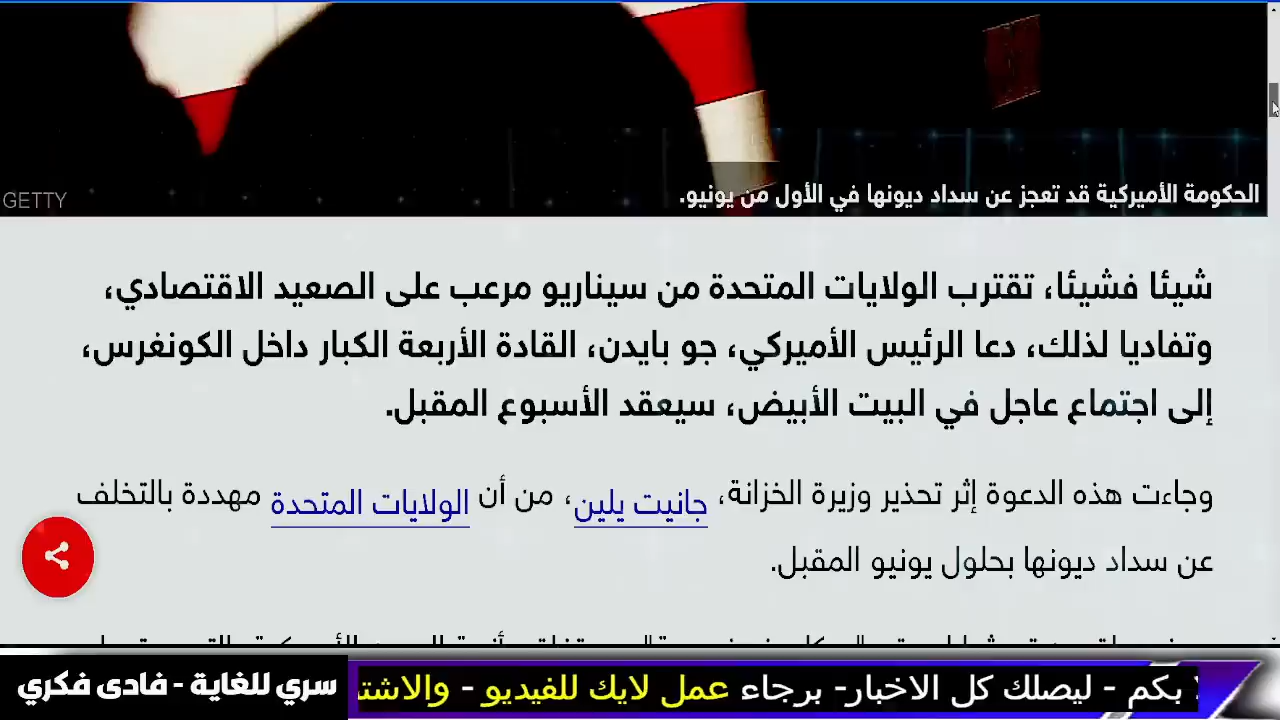 GETTY
الحكومة الأميركية قد تعجز عن سداد ديونها في الأول من يونيو.
شيئا فشيئا، تقترب الولايات المتحدة من سيناريو مرعب على الصعيد الاقتصادي،
وتفاديا لذلك، دعا الرئيس الأميركي، جو بايدن، القادة الأربعة الكبار داخل الكونغرس،
إلى اجتماع عاجل في البيت الأبيض، سيعقد الأسبوع المقبل.
وجاءت هذه الدعوة إثر تحذير وزيرة الخزانة، جانيت يلين، من أن الولايات المتحدة مهددة بالتخلف
عن سداد ديونها بحلول يونيو المقبل.
بكم - ليصلك كل الاخبار- برجاء عمل لايك للفيديو - والاشت
سري للغاية - فادى فكري